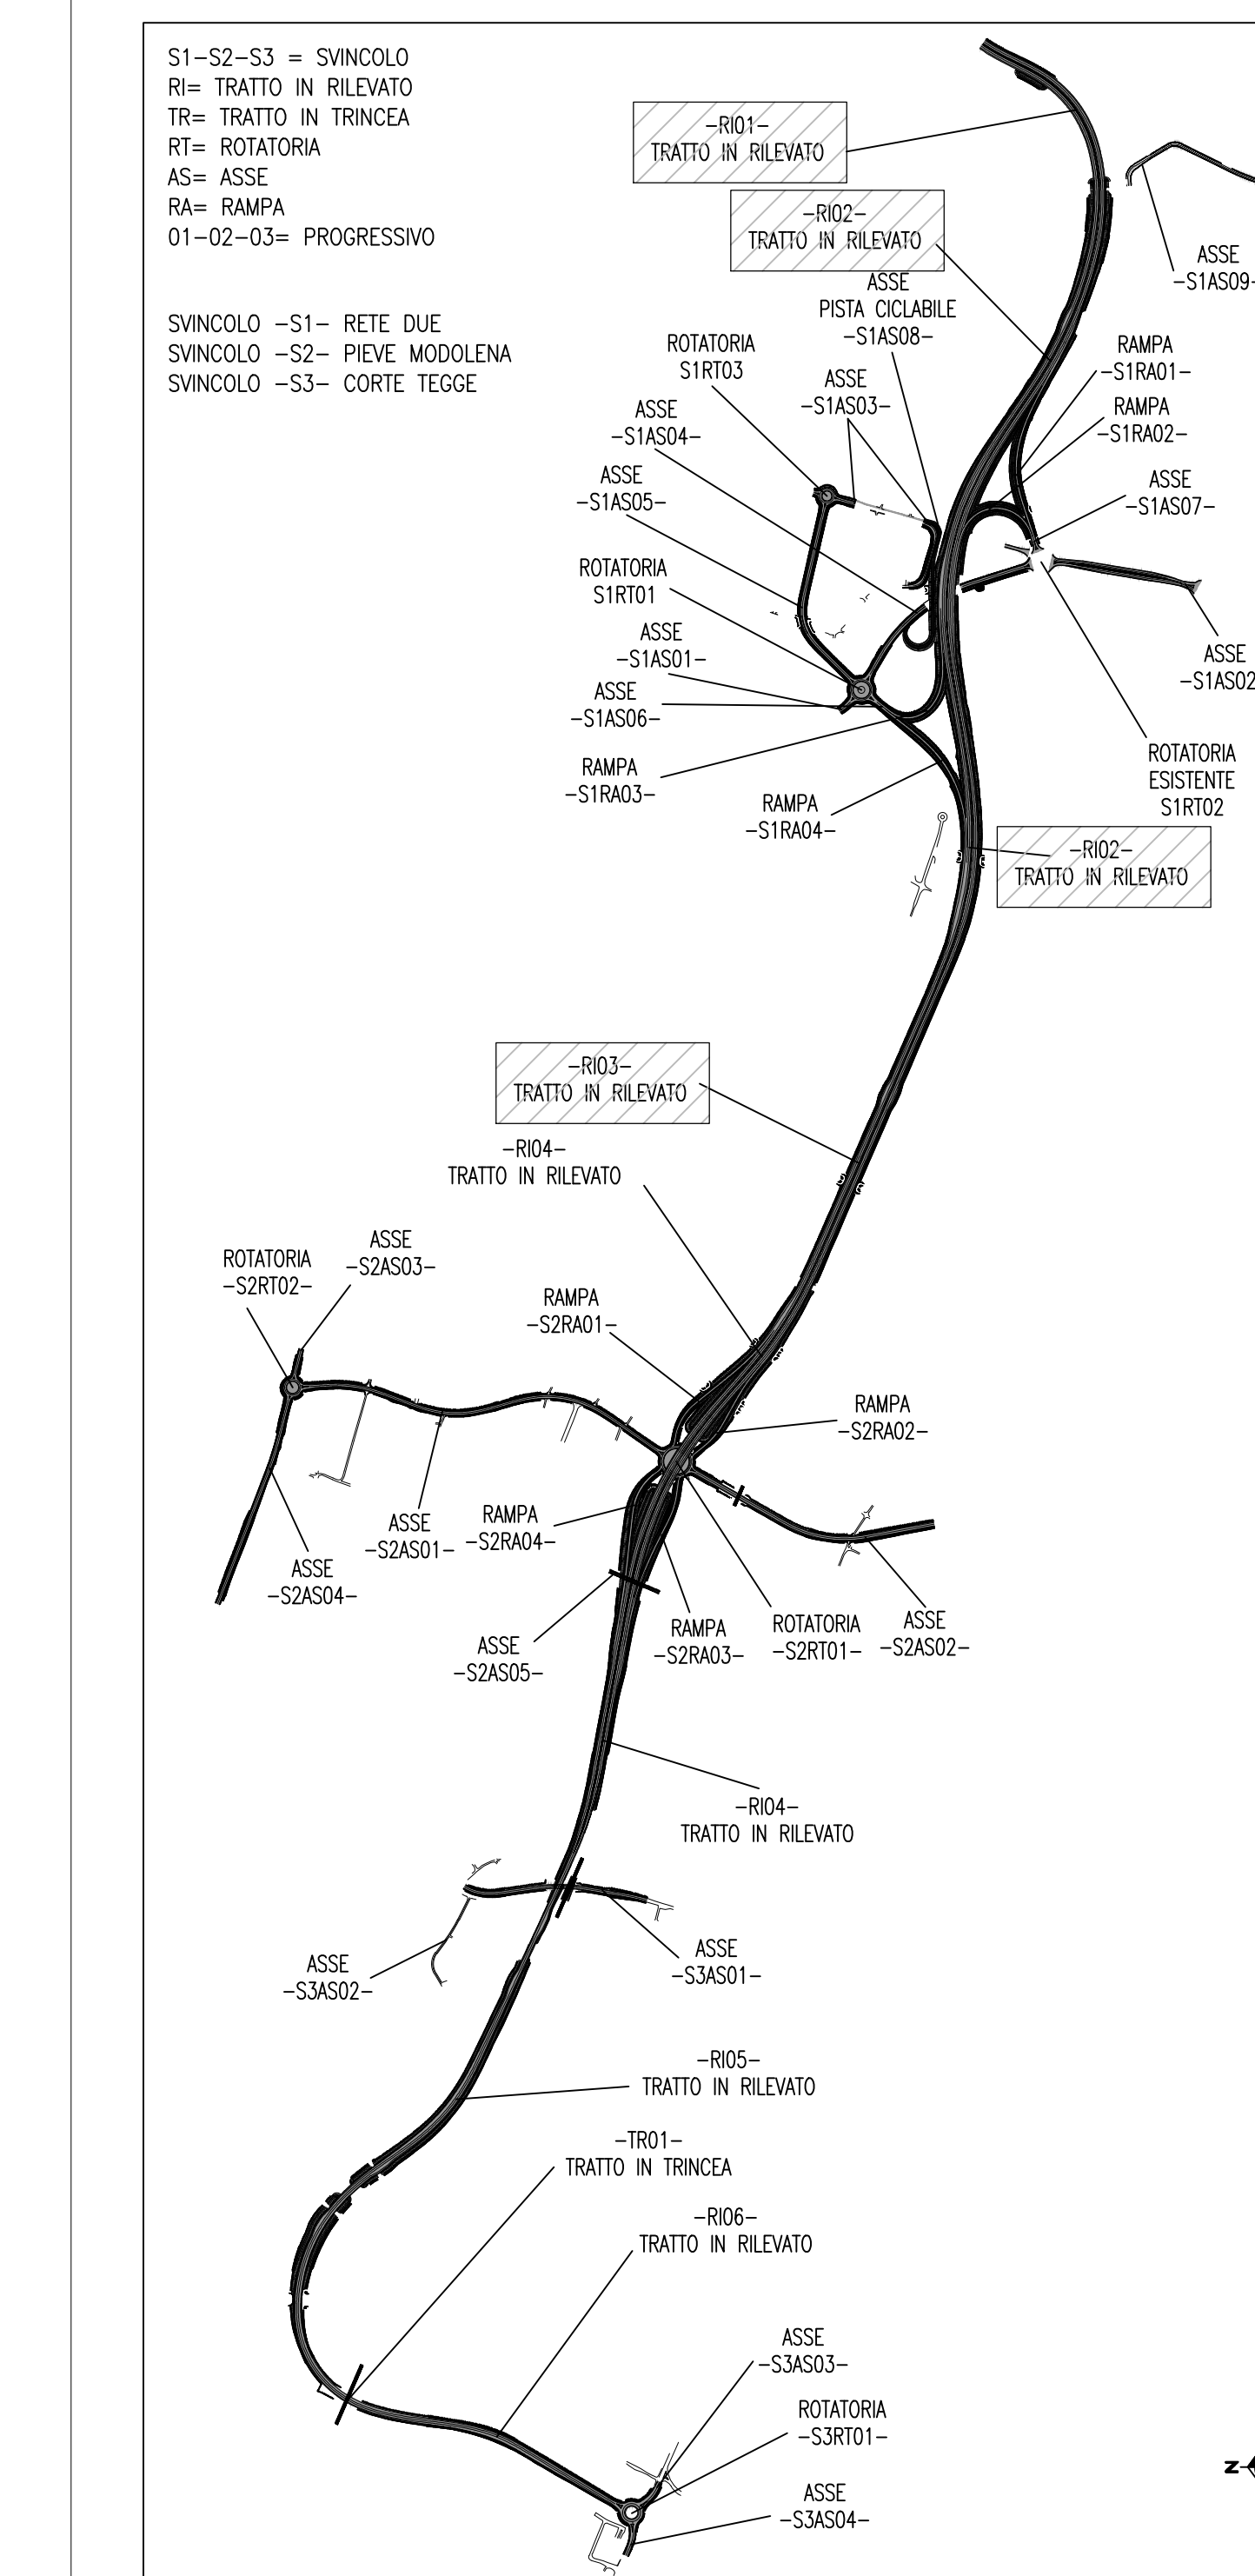 S1-S2-S3 = SVINCOLO
RI= TRATTO IN RILEVATO
TR= TRATTO IN TRINCEA
RT= ROTATORIA
AS= ASSE
RA= RAMPA
01-02-03= PROGRESSIVO
SVINCOLO -S1- RETE DUE
SVINCOLO -S2- PIEVE MODOLENA
SVINCOLO -S3- CORTE TEGGE
-RI01-
TRATTO IN RILEVATO
-RI02-
TRATTO IN RILEVATO
ASSE
-S1AS09-
ASSE
PISTA CICLABILE
-S1AS08-
ROTATORIA
S1RT03
ASSE
-S1AS03-
RAMPA
-S1RA01-
ASSE
-S1AS04-
RAMPA
-S1RA02-
ASSE
-S1AS05-
ASSE
-S1AS07-
ROTATORIA
S1RT01
ASSE
-S1AS01-
ASSE
-S1AS02
ASSE
-S1AS06-
RAMPA
-S1RA03-
ROTATORIA
ESISTENTE
S1RT02
RAMPA
-S1RA04-
-RI02-
TRATTO IN RILEVATO
-RI03-
TRATTO IN RILEVATO
-RI04-
TRATTO IN RILEVATO
ASSE
-S2AS03-
ROTATORIA
-S2RT02-
RAMPA
-S2RA01-
RAMPA
-S2RA02-
ASSE
-S2AS01-
RAMPA
-S2RA04-
ASSE
-S2AS04-
ASSE
-S2AS05-
RAMPA
-S2RA03-
ROTATORIA
-S2RT01-
ASSE
-S2AS02-
-RI04-
TRATTO IN RILEVATO
ASSE
-S3AS02-
ASSE
-S3AS01-
-RI05-
TRATTO IN RILEVATO
-TR01-
TRATTO IN TRINCEA
-RI06-
TRATTO IN RILEVATO
ASSE
-S3AS03-
ROTATORIA
-S3RT01-
N
ASSE
-S3AS04-